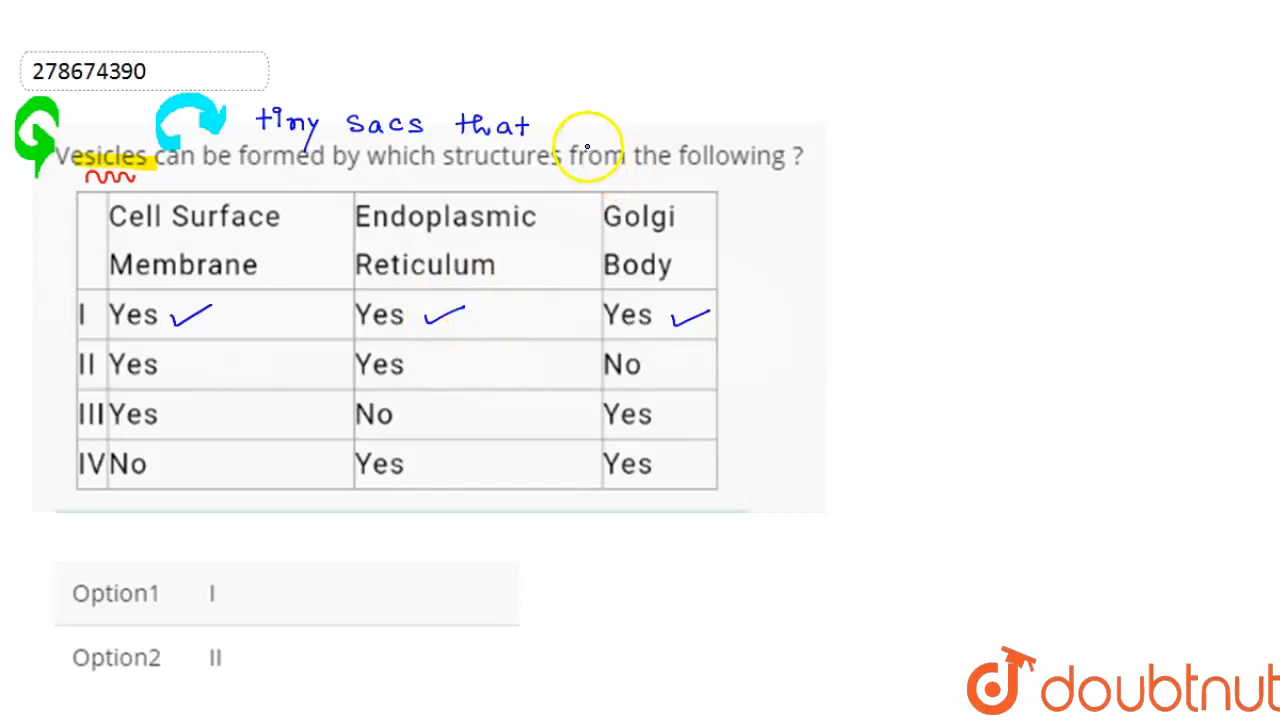 278674390
tiny sacs that
Vesicles can be formed by which structures from the following ?
Cell Surface Membrane Endoplasmic Reticulum Golgi Body
I Yes Yes Yes
II Yes Yes No
III Yes No Yes
IV No Yes Yes
Option1 I
Option2 II
doubtnut